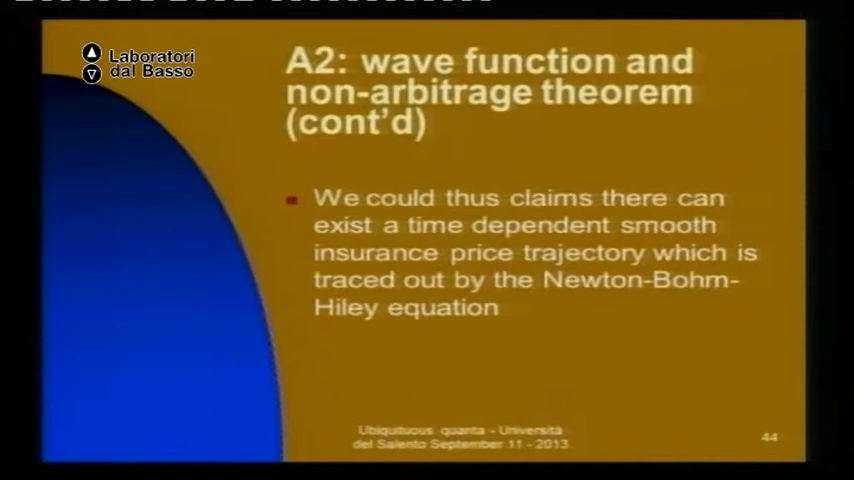 Laboratori
dal Basso
A2: wave function and
non-arbitrage theorem
(cont'd)
We could thus claims there can
exist a time dependent smooth
insurance price trajectory which is
traced out by the Newton-Bohm-
Hiley equation
Ubiquituous quanta - Università
del Salento September 11 - 2013
44